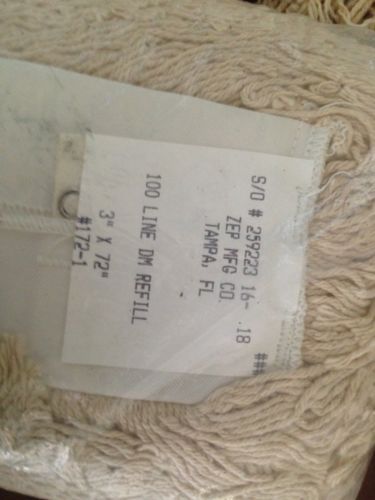 S/O # 259223 16- .18 ###
ZEP MFG CO.
TAMPA, FL
100 LINE DM REFILL
3" X 72"
#172-1